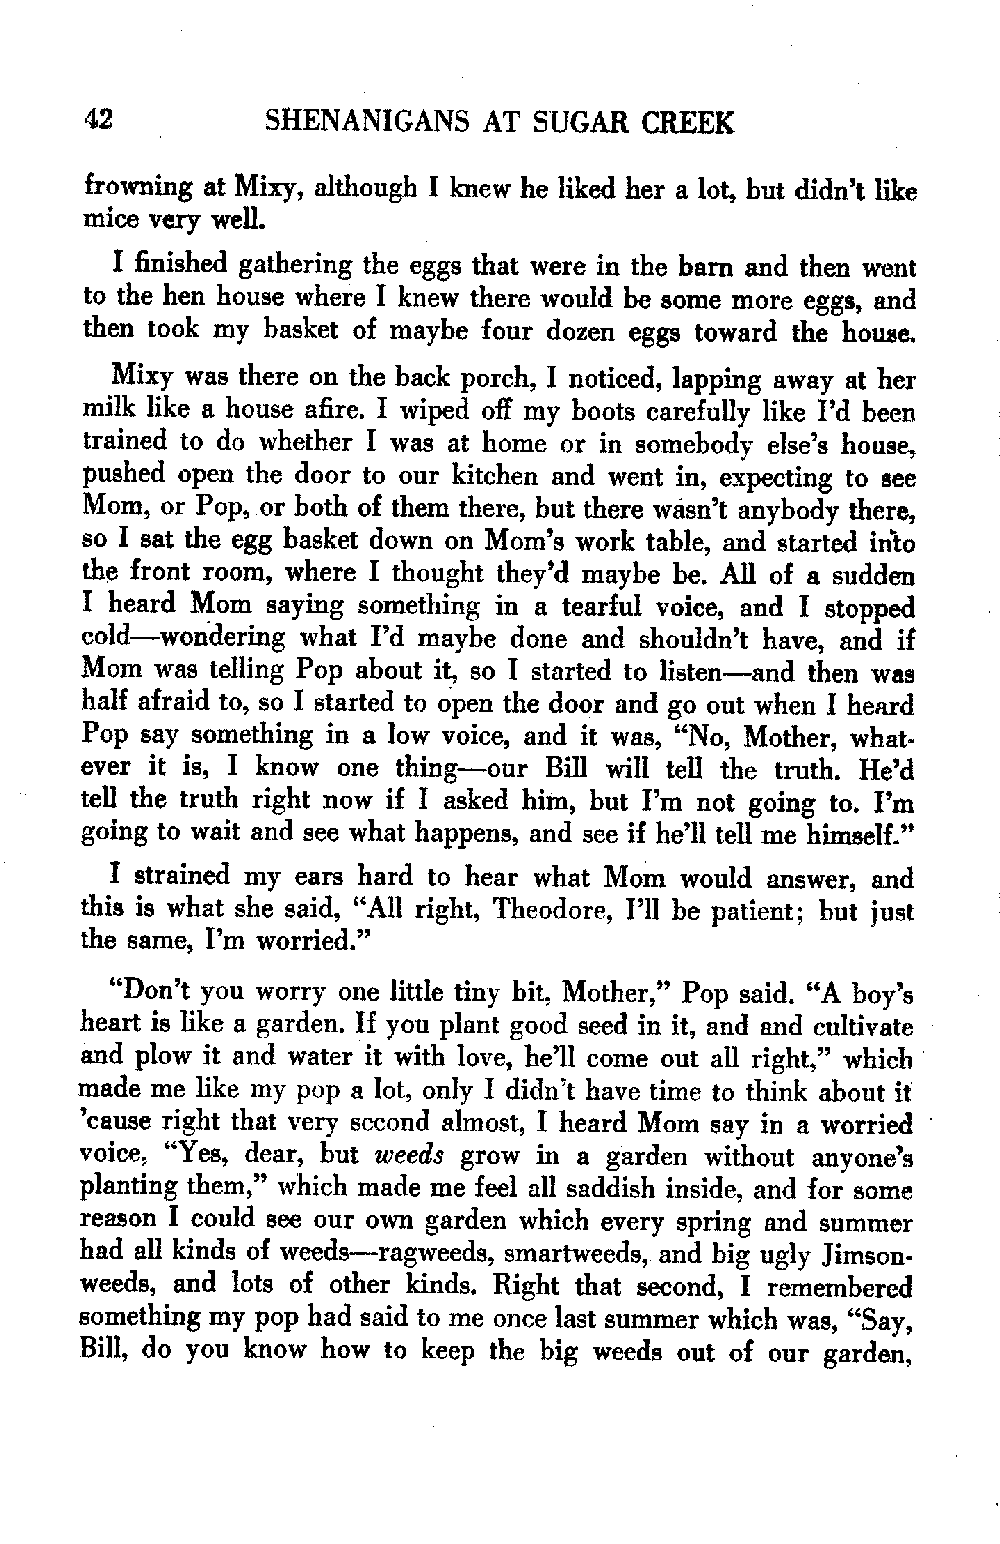 42 SHENANIGANS AT SUGAR CREEK
frowning at Mixy, although I knew he liked her a lot, but didn't like
mice very well.
I finished gathering the eggs that were in the barn and then went
to the hen house where I knew there would be some more eggs, and
then took my basket of maybe four dozen eggs toward the house.
Mixy was there on the back porch, I noticed, lapping away at her
milk like a house afire. I wiped off my boots carefully like I'd been
trained to do whether I was at home or in somebody else's house,
pushed open the door to our kitchen and went in, expecting to see
Mom, or Pop, or both of them there, but there wasn't anybody there,
so I sat the egg basket down on Mom's work table, and started into
the front room, where I thought they'd maybe be. All of a sudden
I heard Mom saying something in a tearful voice, and I stopped
cold—wondering what I'd maybe done and shouldn't have, and if
Mom was telling Pop about it, so I started to listen—and then was
half afraid to, so I started to open the door and go out when I heard
Pop say something in a low voice, and it was, “No, Mother, what-
ever it is, I know one thing—our Bill will tell the truth. He'd
tell the truth right now if I asked him, but I'm not going to. I'm
going to wait and see what happens, and see if he'll tell me himself.”
I strained my ears hard to hear what Mom would answer, and
this is what she said, “All right, Theodore, I'll be patient; but just
the same, I'm worried.”
“Don't you worry one little tiny bit, Mother,” Pop said. “A boy's
heart is like a garden. If you plant good seed in it, and and cultivate
and plow it and water it with love, he'll come out all right,” which
made me like my pop a lot, only I didn't have time to think about it
'cause right that very second almost, I heard Mom say in a worried
voice, “Yes, dear, but weeds grow in a garden without anyone's
planting them,” which made me feel all saddish inside, and for some
reason I could see our own garden which every spring and summer
had all kinds of weeds—ragweeds, smartweeds, and big ugly Jimson-
weeds, and lots of other kinds. Right that second, I remembered
something my pop had said to me once last summer which was, “Say,
Bill, do you know how to keep the big weeds out of our garden,